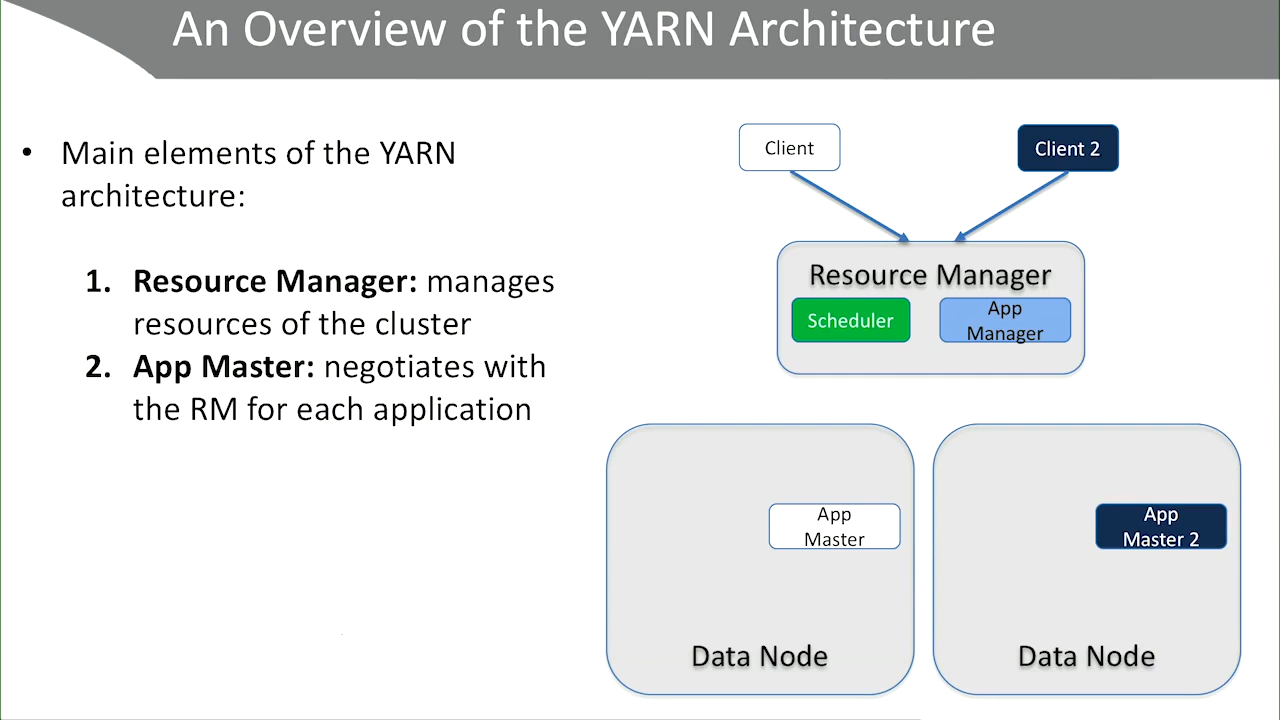 An Overview of the YARN Architecture
• Main elements of the YARN
architecture:
1. Resource Manager: manages
resources of the cluster
2. App Master: negotiates with
the RM for each application
Client
Client 2
Resource Manager
Scheduler
App
Manager
App
Master
App
Master 2
Data Node
Data Node